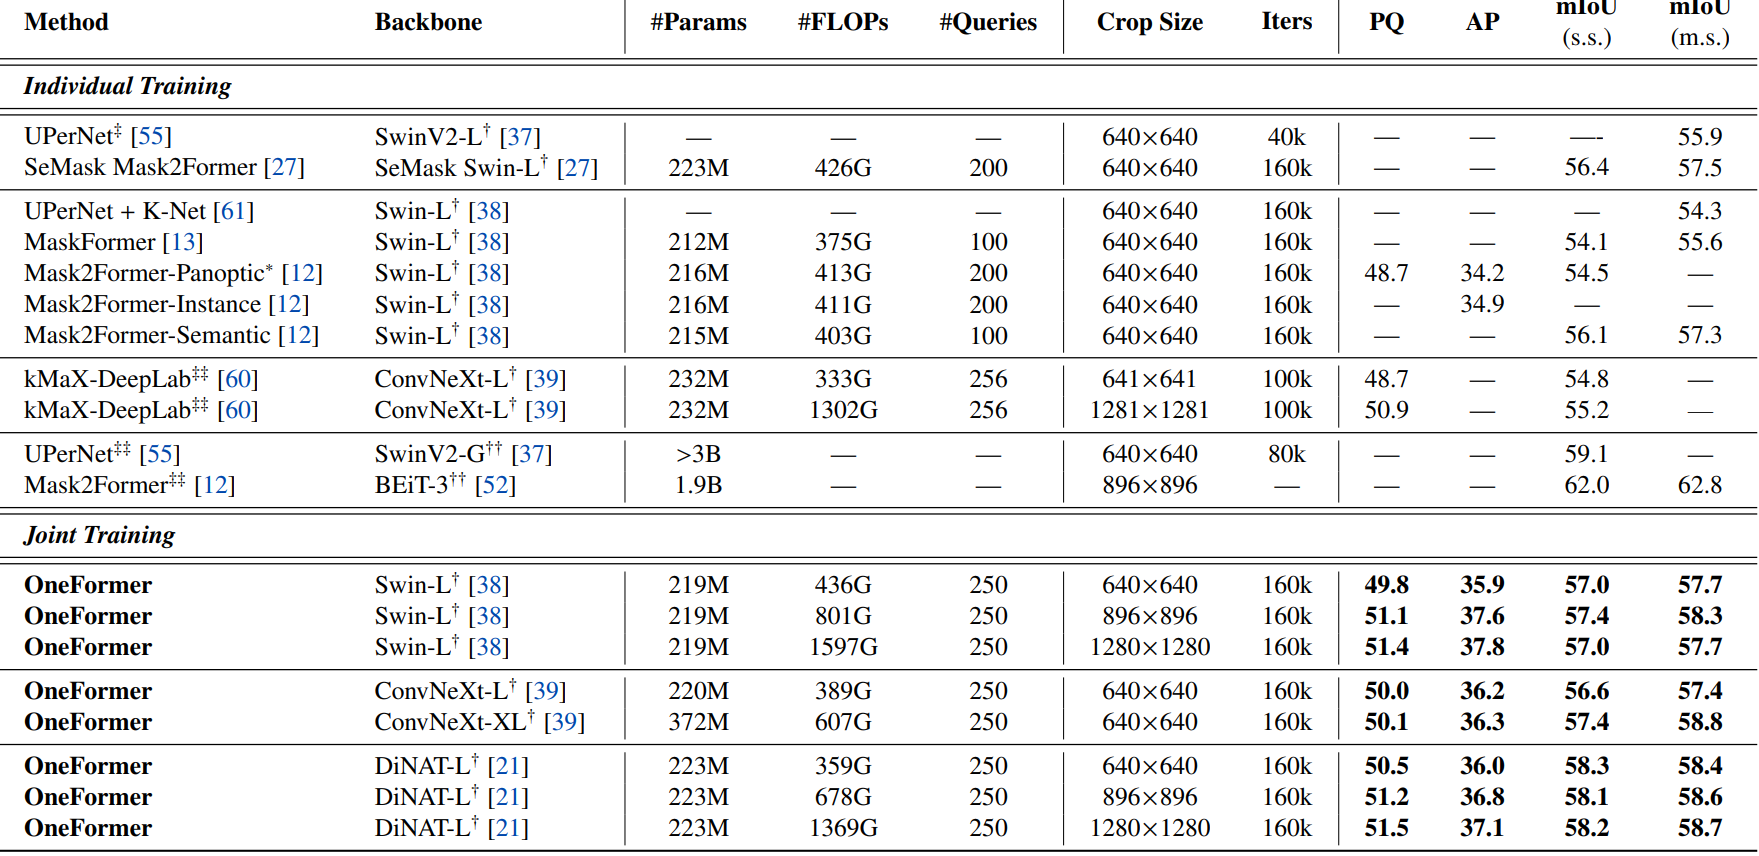 Method Backbone #Params #FLOPs #Queries Crop Size Iters PQ AP mIoU (s.s.) mIoU (m.s.)
Individual Training
UPerNet‡ [55] SwinV2-L† [37] — — — 640×640 40k — — —- 55.9
SeMask Mask2Former [27] SeMask Swin-L† [27] 223M 426G 200 640×640 160k — — 56.4 57.5
UPerNet + K-Net [61] Swin-L† [38] — — — 640×640 160k — — — 54.3
MaskFormer [13] Swin-L† [38] 212M 375G 100 640×640 160k — — 54.1 55.6
Mask2Former-Panoptic* [12] Swin-L† [38] 216M 413G 200 640×640 160k 48.7 34.2 54.5 —
Mask2Former-Instance [12] Swin-L† [38] 216M 411G 200 640×640 160k — 34.9 — —
Mask2Former-Semantic [12] Swin-L† [38] 215M 403G 100 640×640 160k — — 56.1 57.3
kMaX-DeepLab‡‡ [60] ConvNeXt-L† [39] 232M 333G 256 641×641 100k 48.7 — 54.8 —
kMaX-DeepLab‡‡ [60] ConvNeXt-L† [39] 232M 1302G 256 1281×1281 100k 50.9 — 55.2 —
UPerNet‡‡ [55] SwinV2-G†† [37] >3B — — 640×640 80k — — 59.1 —
Mask2Former‡‡ [12] BEiT-3†† [52] 1.9B — — 896×896 — — — 62.0 62.8
Joint Training
OneFormer Swin-L† [38] 219M 436G 250 640×640 160k 49.8 35.9 57.0 57.7
OneFormer Swin-L† [38] 219M 801G 250 896×896 160k 51.1 37.6 57.4 58.3
OneFormer Swin-L† [38] 219M 1597G 250 1280×1280 160k 51.4 37.8 57.0 57.7
OneFormer ConvNeXt-L† [39] 220M 389G 250 640×640 160k 50.0 36.2 56.6 57.4
OneFormer ConvNeXt-XL† [39] 372M 607G 250 640×640 160k 50.1 36.3 57.4 58.8
OneFormer DiNAT-L† [21] 223M 359G 250 640×640 160k 50.5 36.0 58.3 58.4
OneFormer DiNAT-L† [21] 223M 678G 250 896×896 160k 51.2 36.8 58.1 58.6
OneFormer DiNAT-L† [21] 223M 1369G 250 1280×1280 160k 51.5 37.1 58.2 58.7